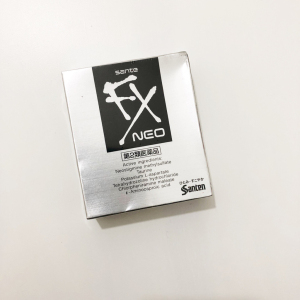 sante
FX
NEO
第2類医薬品
Active ingredients:
Neostigmine methylsulfate
Taurine
Potassium L-aspartate
Tetrahydrozoline hydrochloride
Chlorpheniramine maleate
ε-Aminocaproic acid
Santen